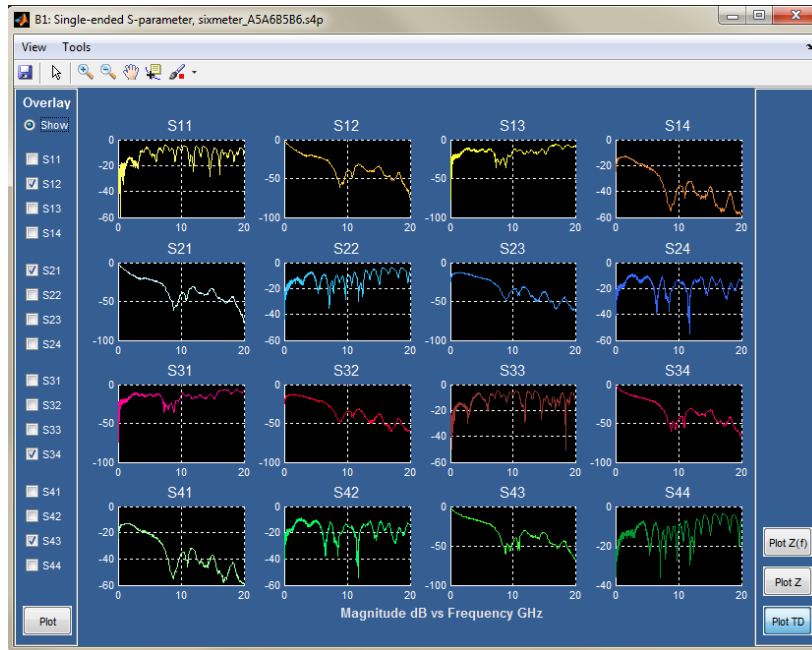 B1: Single-ended S-parameter, sixmeter_A5A6B5B6.s4p
View Tools
Overlay
Show
S11
S12
S13
S14
S21
S22
S23
S24
S31
S32
S33
S34
S41
S42
S43
S44
Plot
S11 S12 S13 S14
0 0 0 0
-20 -50 -50 -20
-40 -40
-60 -100 -100 -60
0 10 20 0 10 20 0 10 20 0 10 20
S21 S22 S23 S24
0 0 0 0
-50 -20 -50 -20
-40 -40
-100 -60 -100 -60
0 10 20 0 10 20 0 10 20 0 10 20
S31 S32 S33 S34
0 0 0 0
-50 -50 -20 -50
-40
-100 -100 -60 -100
0 10 20 0 10 20 0 10 20 0 10 20
S41 S42 S43 S44
0 0 0 0
-20 -20 -50 -20
-40 -40
-60 -60 -100 -40
0 10 20 0 10 20 0 10 20 0 10 20
Magnitude dB vs Frequency GHz
Plot Z(f)
Plot Z
Plot TD